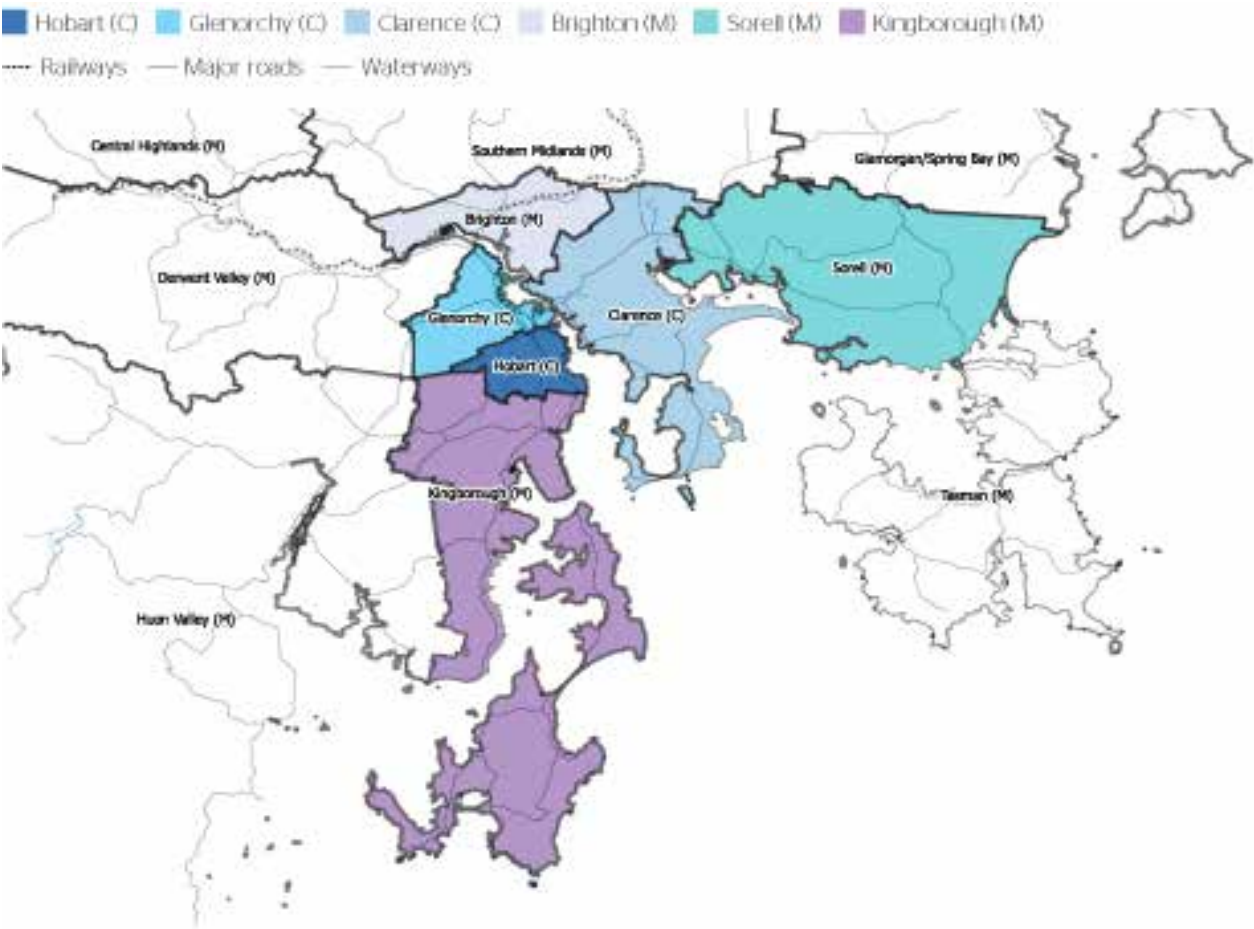 Hobart (C) Glenorchy (C) Clarence (C) Brighton (M) Sorell (M) Kingborough (M)
Railways Major roads Waterways
Central Highlands (M)
Southern Midlands (M)
Glamorgan/Spring Bay (M)
Brighton (M)
Derwent Valley (M)
Sorell (M)
Glenorchy (C)
Clarence (C)
Hobart (C)
Kingborough (M)
Tasman (M)
Huon Valley (M)